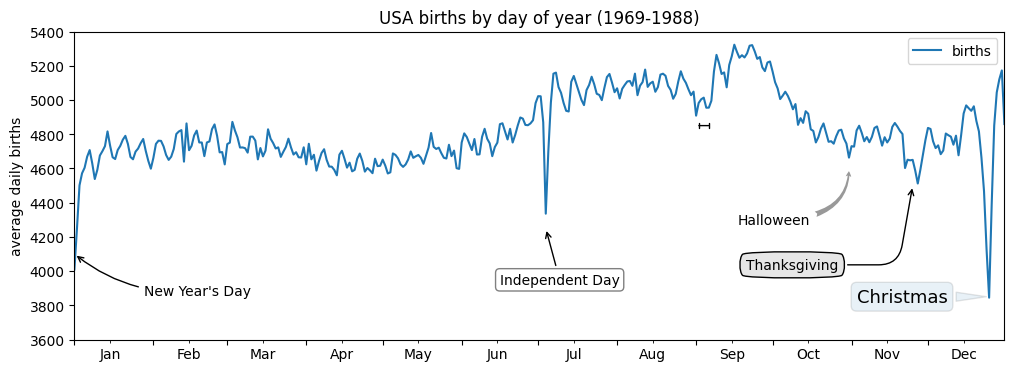 USA births by day of year (1969-1988)
5400
5200
5000
4800
4600
4400
4200
4000
3800
3600
average daily births
births
Halloween
Thanksgiving
Independent Day
New Year's Day
Christmas
Jan Feb Mar Apr May Jun Jul Aug Sep Oct Nov Dec